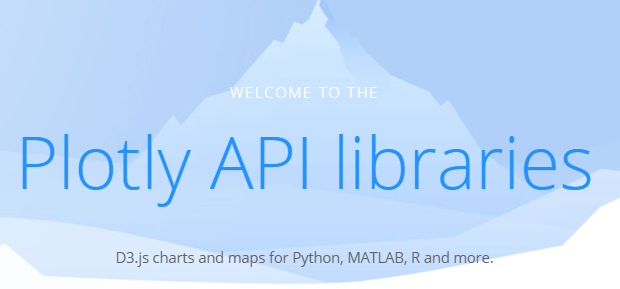 WELCOME TO THE
Plotly API libraries
D3.js charts and maps for Python, MATLAB, R and more.